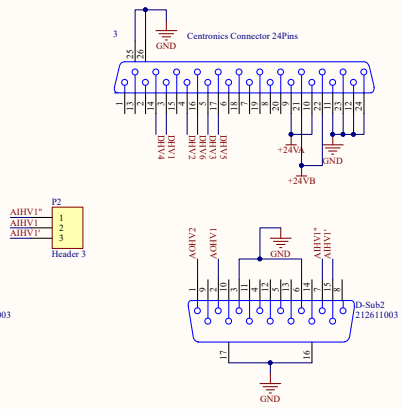 3
Centronics Connector 24Pins
25 26
GND
1 13 2 14 3 15 4 16 5 17 6 18 7 19 8 20 9 21 10 22 11 23 12 24
DHV4 DHV1 DHV2 DHV6 DHV3 DHV5
+24VA
GND
+24VB
P2
AIHV1" 1
AIHV1 2
AIHV1' 3
Header 3
AOHV2 AOHV1 AIHV1" AIHV1'
GND
1 9 2 10 3 11 4 12 5 13 6 14 7 15 8
D-Sub2
003 212611003
17 16
GND